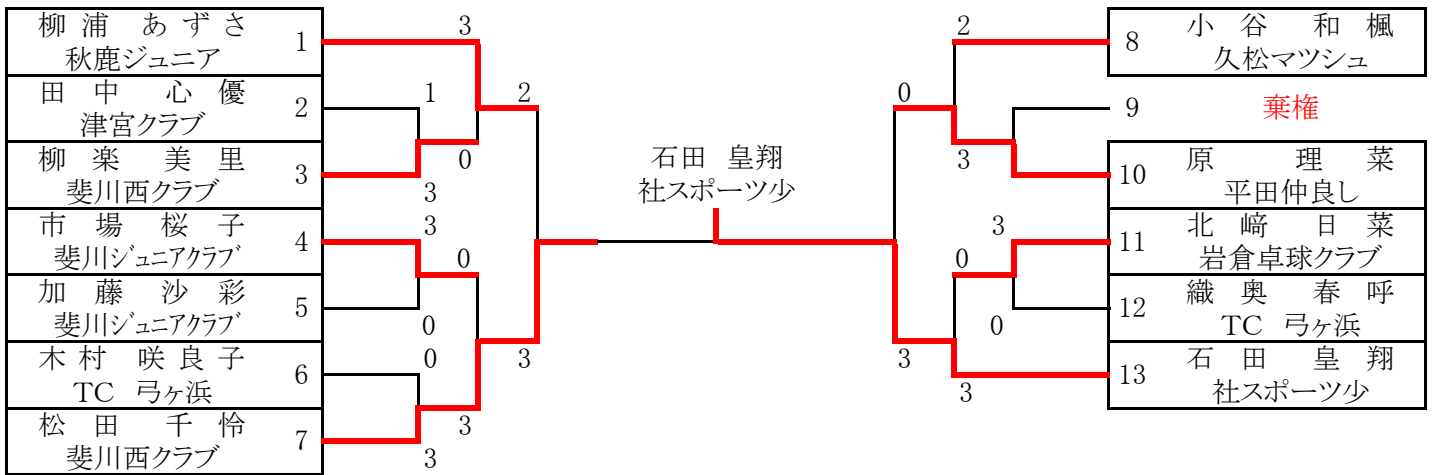 柳浦 あずさ
秋鹿ジュニア
1
田中 心優
津宮クラブ
2
柳楽 美里
斐川西クラブ
3
市場桜子
斐川ジュニアクラブ
4
加藤沙彩
斐川ジュニアクラブ
5
木村 咲良子
TC 弓ヶ浜
6
松田 千怜
斐川西クラブ
7
3
1
2
0
3
3
0
0
0
3
3
3
石田 皇翔
社スポーツ少
2
0
3
3
0
0
3
3
8
小谷 和楓
久松マツシュ
9
棄権
10
原 理菜
平田仲良し
11
北﨑 日菜
岩倉卓球クラブ
12
織奥 春呼
TC 弓ヶ浜
13
石田 皇翔
社スポーツ少